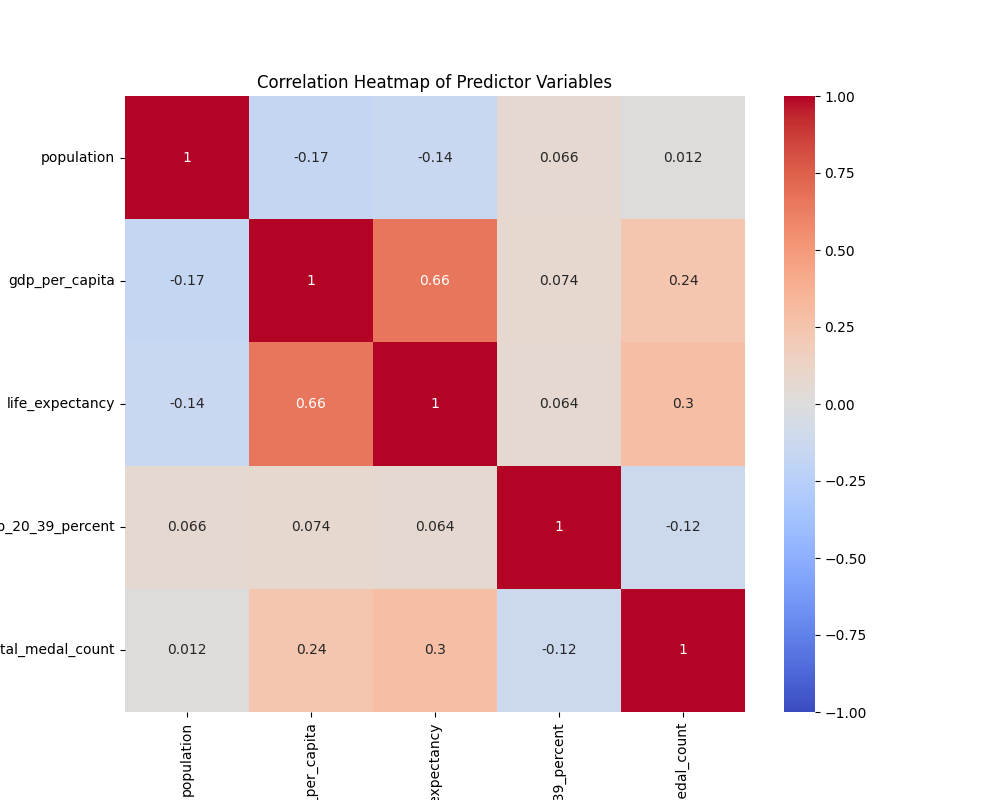 Correlation Heatmap of Predictor Variables
population 1 -0.17 -0.14 0.066 0.012
gdp_per_capita -0.17 1 0.66 0.074 0.24
life_expectancy -0.14 0.66 1 0.064 0.3
_20_39_percent 0.066 0.074 0.064 1 -0.12
tal_medal_count 0.012 0.24 0.3 -0.12 1
population
_per_capita
expectancy
39_percent
edal_count
1.00
0.75
0.50
0.25
0.00
−0.25
−0.50
−0.75
−1.00